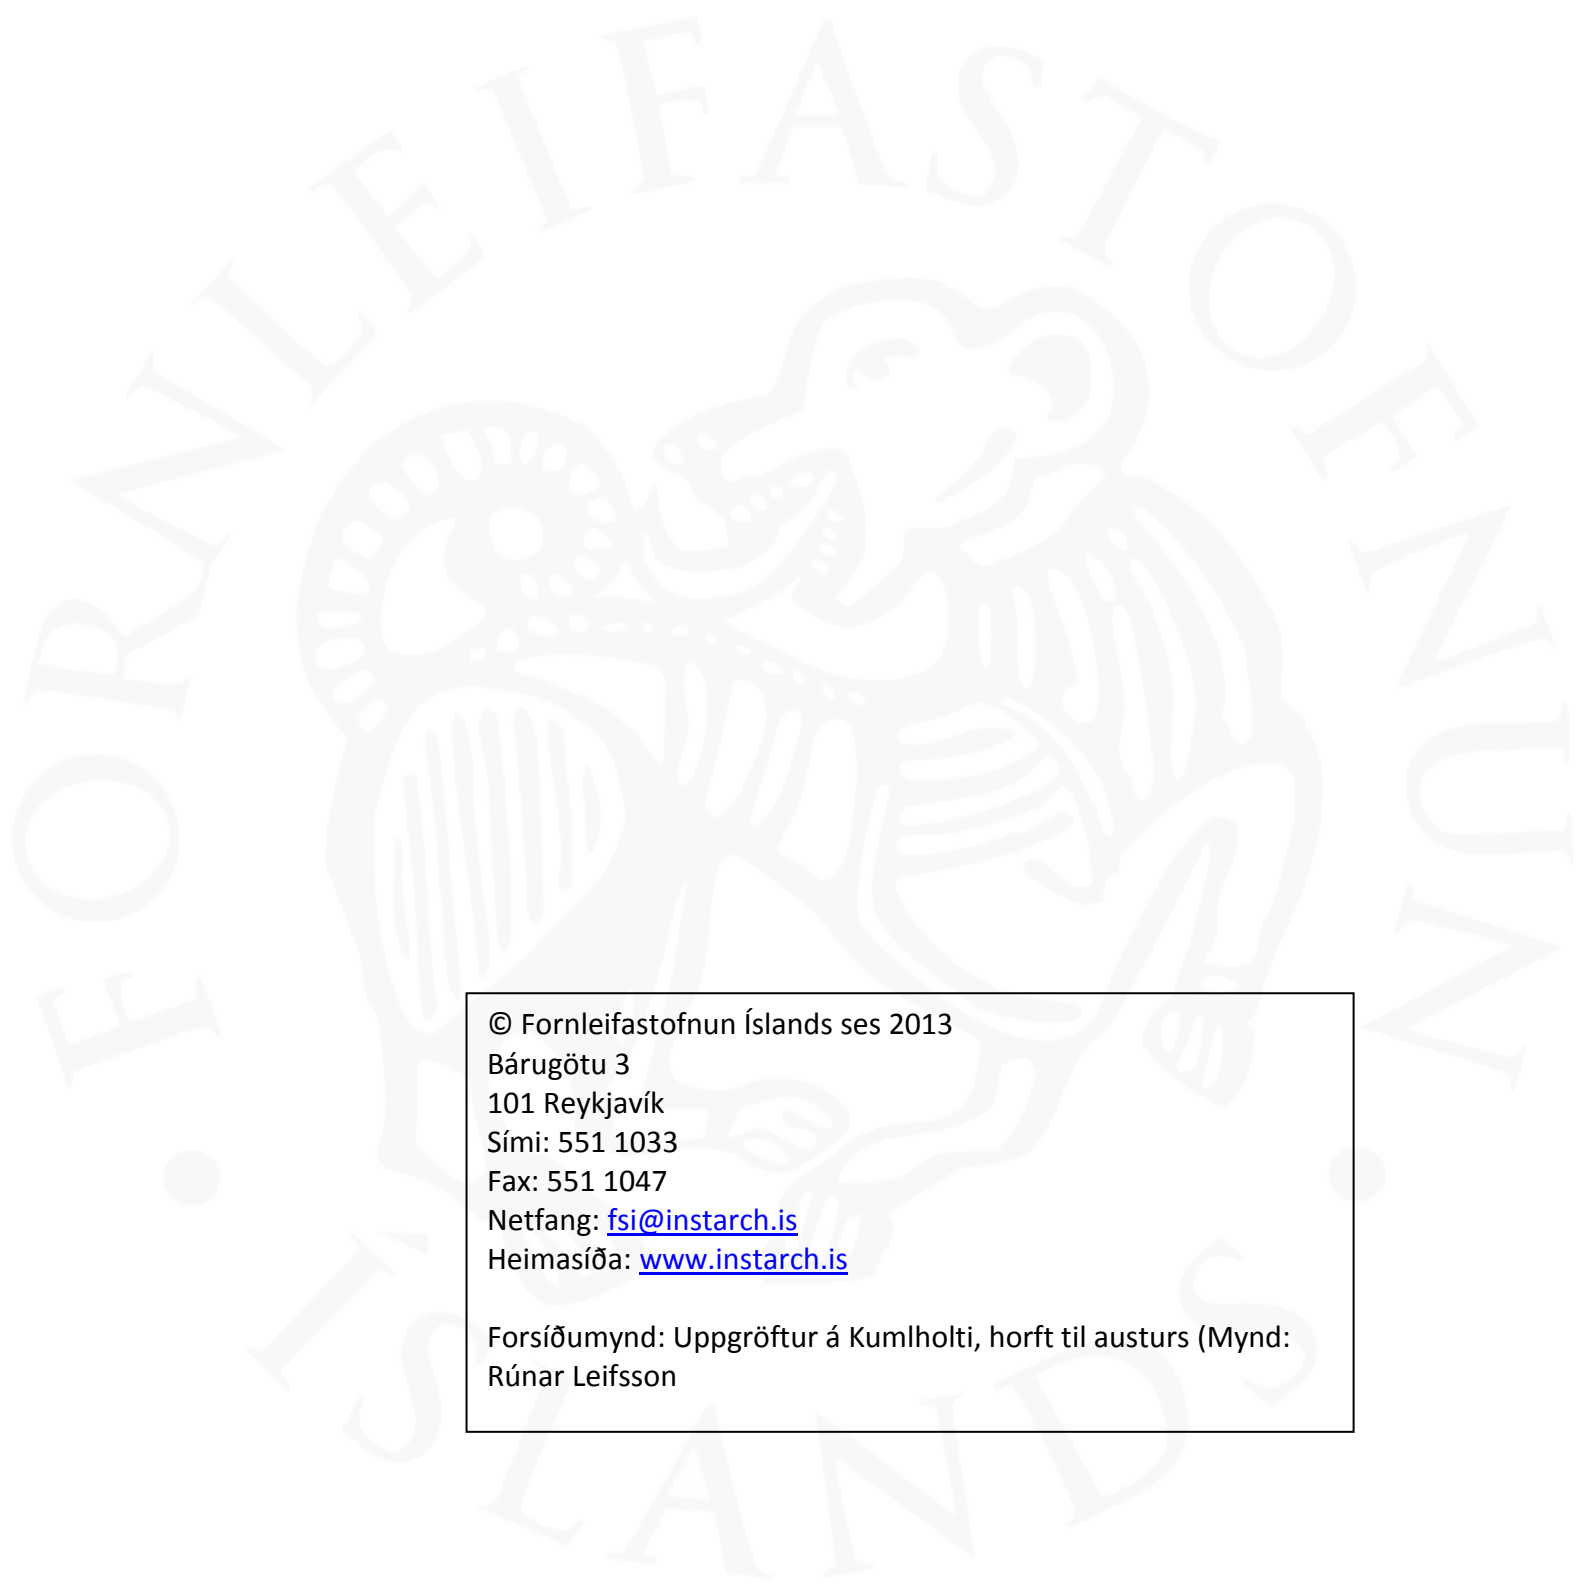 FORNLEIFASTOFNUN
· ÍSLANDS ·
© Fornleifastofnun Íslands ses 2013
Bárugötu 3
101 Reykjavík
Sími: 551 1033
Fax: 551 1047
Netfang: fsi@instarch.is
Heimasíða: www.instarch.is
Forsíðumynd: Uppgröftur á Kumlholti, horft til austurs (Mynd:
Rúnar Leifsson